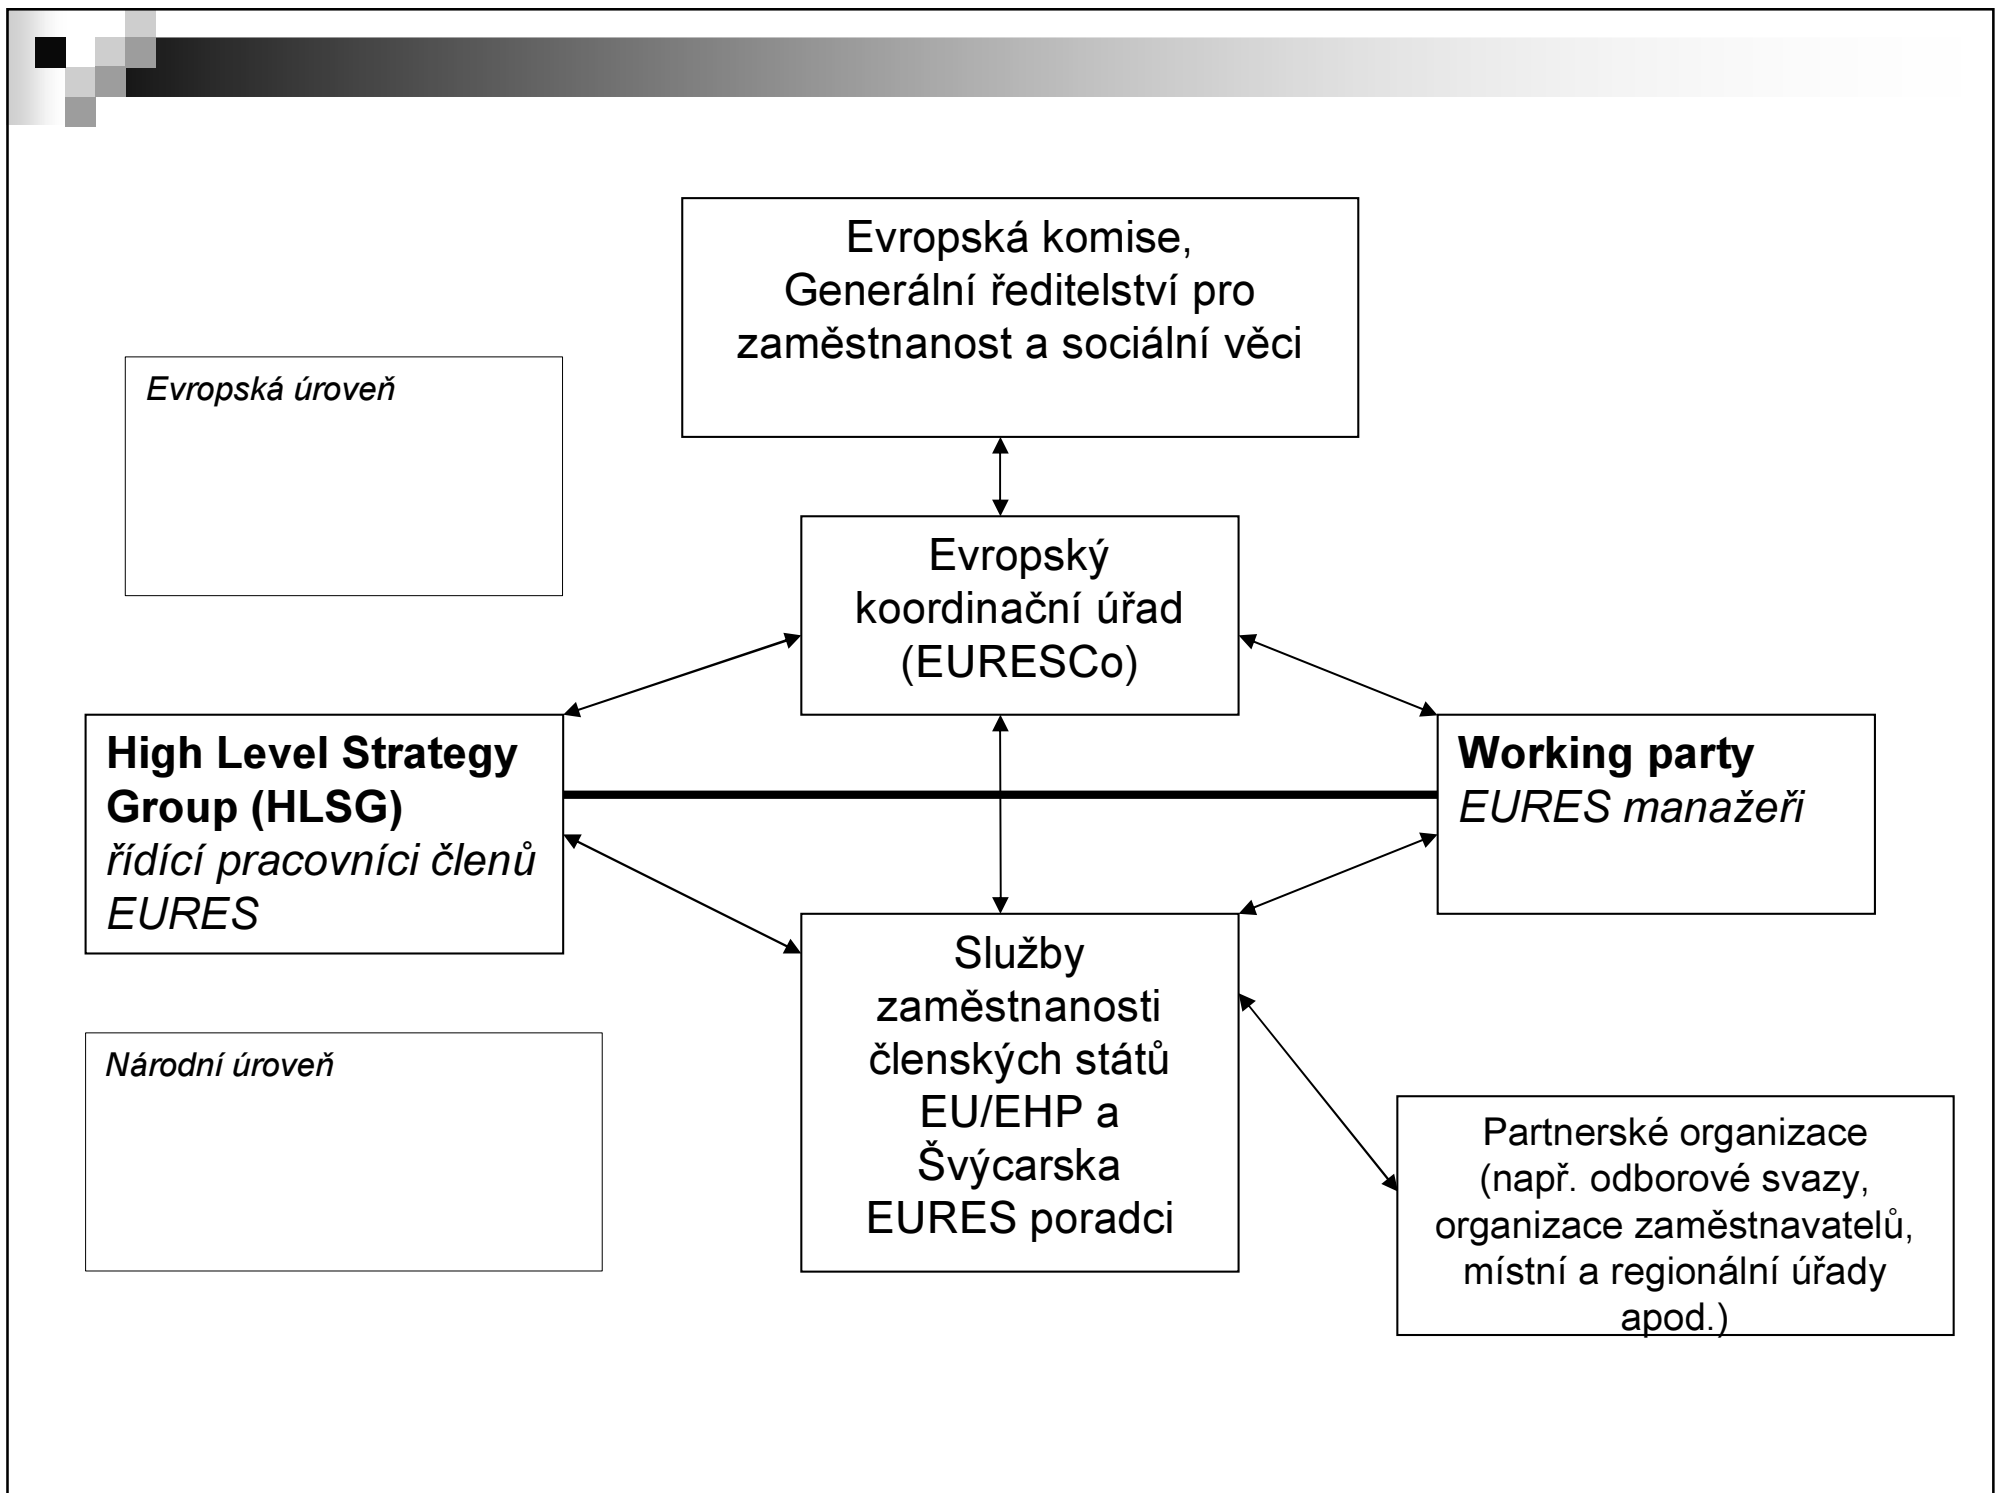 Evropská komise,
Generální ředitelství pro
zaměstnanost a sociální věci
Evropská úroveň
Evropský
koordinační úřad
(EURESCo)
High Level Strategy
Group (HLSG)
řídící pracovníci členů
EURES
Working party
EURES manažeři
Služby
zaměstnanosti
členských států
EU/EHP a
Švýcarska
EURES poradci
Národní úroveň
Partnerské organizace
(např. odborové svazy,
organizace zaměstnavatelů,
místní a regionální úřady
apod.)